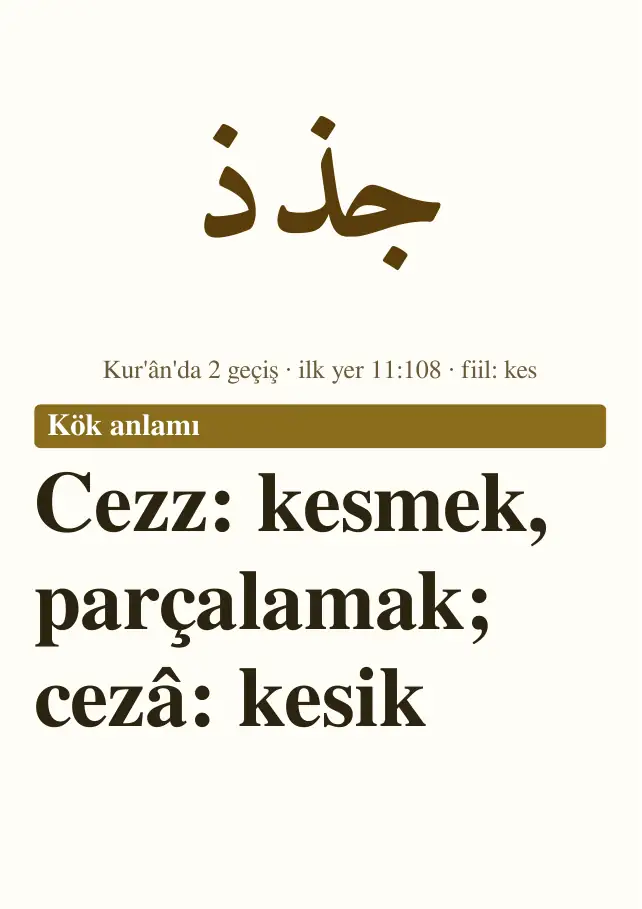 جذذ
Kur'ân'da 2 geçiş · ilk yer 11:108 · fiil: kes
Kök anlamı
Cezz: kesmek,
parçalamak;
cezâ: kesik